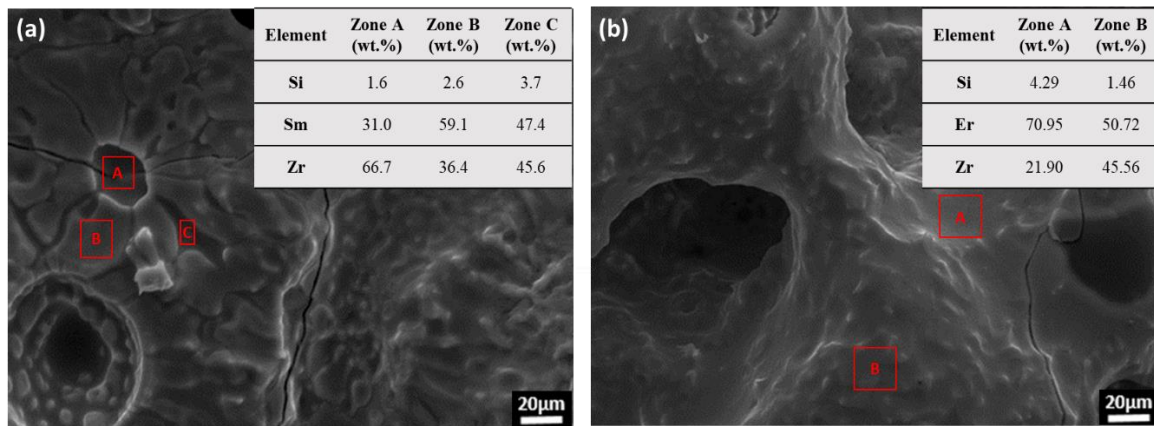 (a)
Element Zone A (wt.%) Zone B (wt.%) Zone C (wt.%)
Si 1.6 2.6 3.7
Sm 31.0 59.1 47.4
Zr 66.7 36.4 45.6
A
B
C
20µm
(b)
Element Zone A (wt.%) Zone B (wt.%)
Si 4.29 1.46
Er 70.95 50.72
Zr 21.90 45.56
A
B
20µm